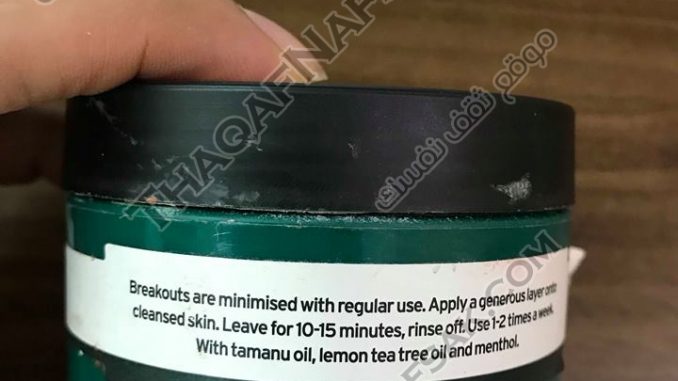 THAQAFNAFSAK.COM
موقع ثقف نفسك
Breakouts are minimised with regular use. Apply a generous layer onto
cleansed skin. Leave for 10-15 minutes, rinse off. Use 1-2 times a week.
With tamanu oil, lemon tea tree oil and menthol.